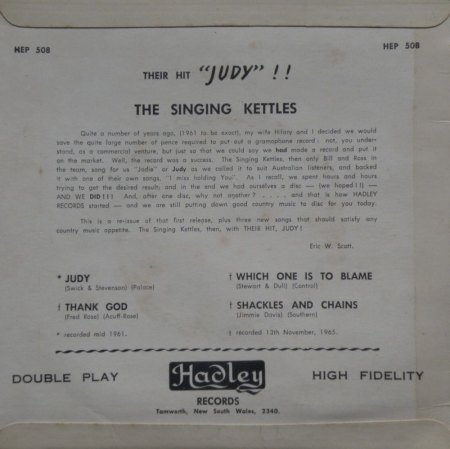 HEP 508
HEP 508
THEIR HIT "JUDY" ! !
THE SINGING KETTLES
Quite a number of years ago, (1961 to be exact), my wife Hilary and I decided we would
save the quite large number of pence required to put out a gramophone record: not, you under-
stand, as a commercial venture, but just so that we could say we had made a record and put it
on the market. Well, the record was a success. The Singing Kettles, then only Bill and Ross in
the team, song for us "Jodie" or Judy as we called it to suit Australian listeners, and backed
it with one of their own songs, "I miss holding You". As I recall, we spent hours and hours
trying to get the desired result; and in the end we had ourselves a disc — (we hoped!!) —
AND WE DID!!! And, after one disc, why not another? . . . . . and that is how HADLEY
RECORDS started — and we are still putting down good country music to disc for you today.
This is a re-issue of that first release, plus three new songs that should satisfy any
country music appetite. The Singing Kettles, then, with THEIR HIT, JUDY!
Eric W. Scott.
* JUDY
(Swick & Stevenson) (Palace)
† WHICH ONE IS TO BLAME
(Stewart & Dull) (Control)
† THANK GOD
(Fred Rose) (Acuff-Rose)
† SHACKLES AND CHAINS
(Jimmie Davis) (Southern)
* recorded mid 1961.
† recorded 12th November, 1965.
DOUBLE PLAY
Hadley
HIGH FIDELITY
RECORDS
Tamworth, New South Wales, 2340.